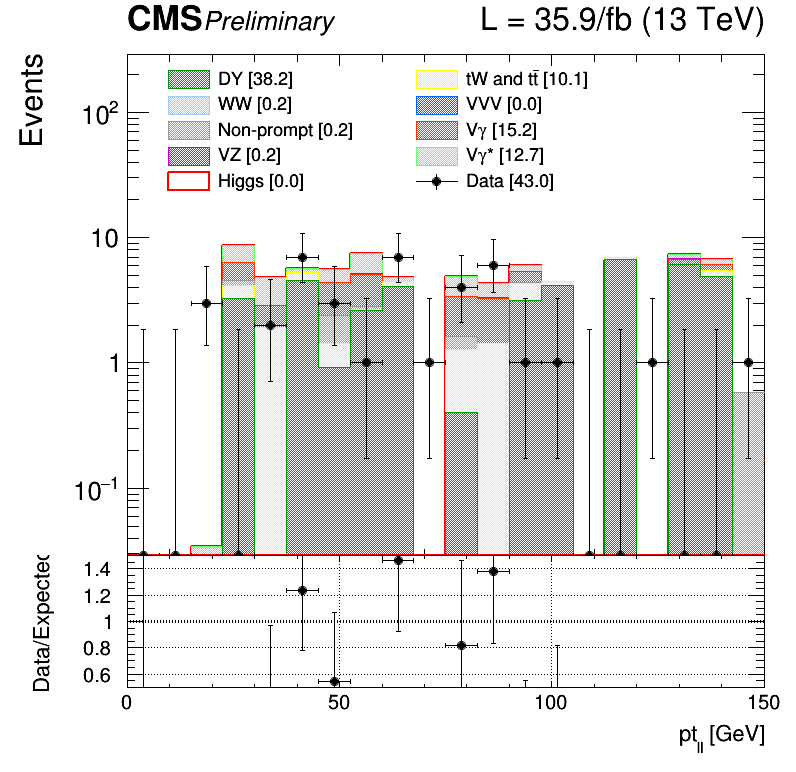 CMS Preliminary L = 35.9/fb (13 TeV)
Events
DY [38.2]
tW and tt̄ [10.1]
WW [0.2]
VVV [0.0]
Non-prompt [0.2]
Vγ [15.2]
VZ [0.2]
Vγ* [12.7]
Higgs [0.0]
Data [43.0]
10²
10
1
10⁻¹
Data/Expected
1.4
1.2
1
0.8
0.6
0 50 100 150
pt_ll [GeV]